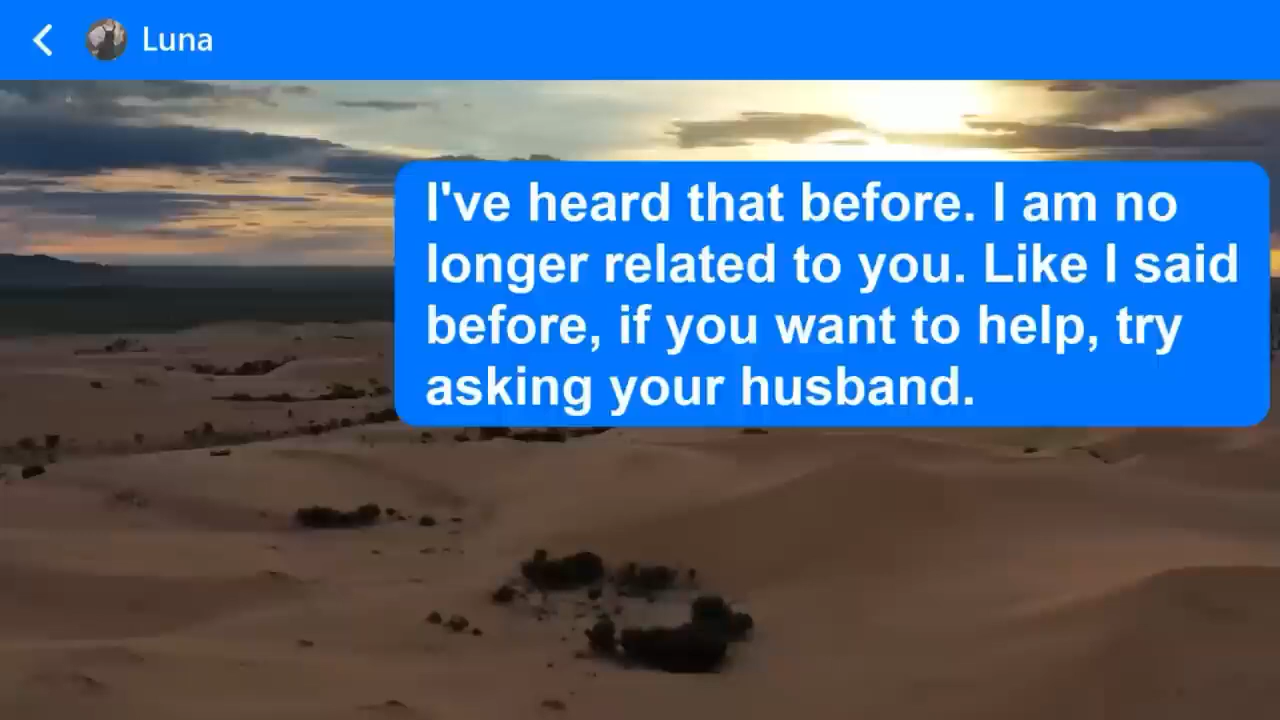 Luna
I've heard that before. I am no
longer related to you. Like I said
before, if you want to help, try
asking your husband.